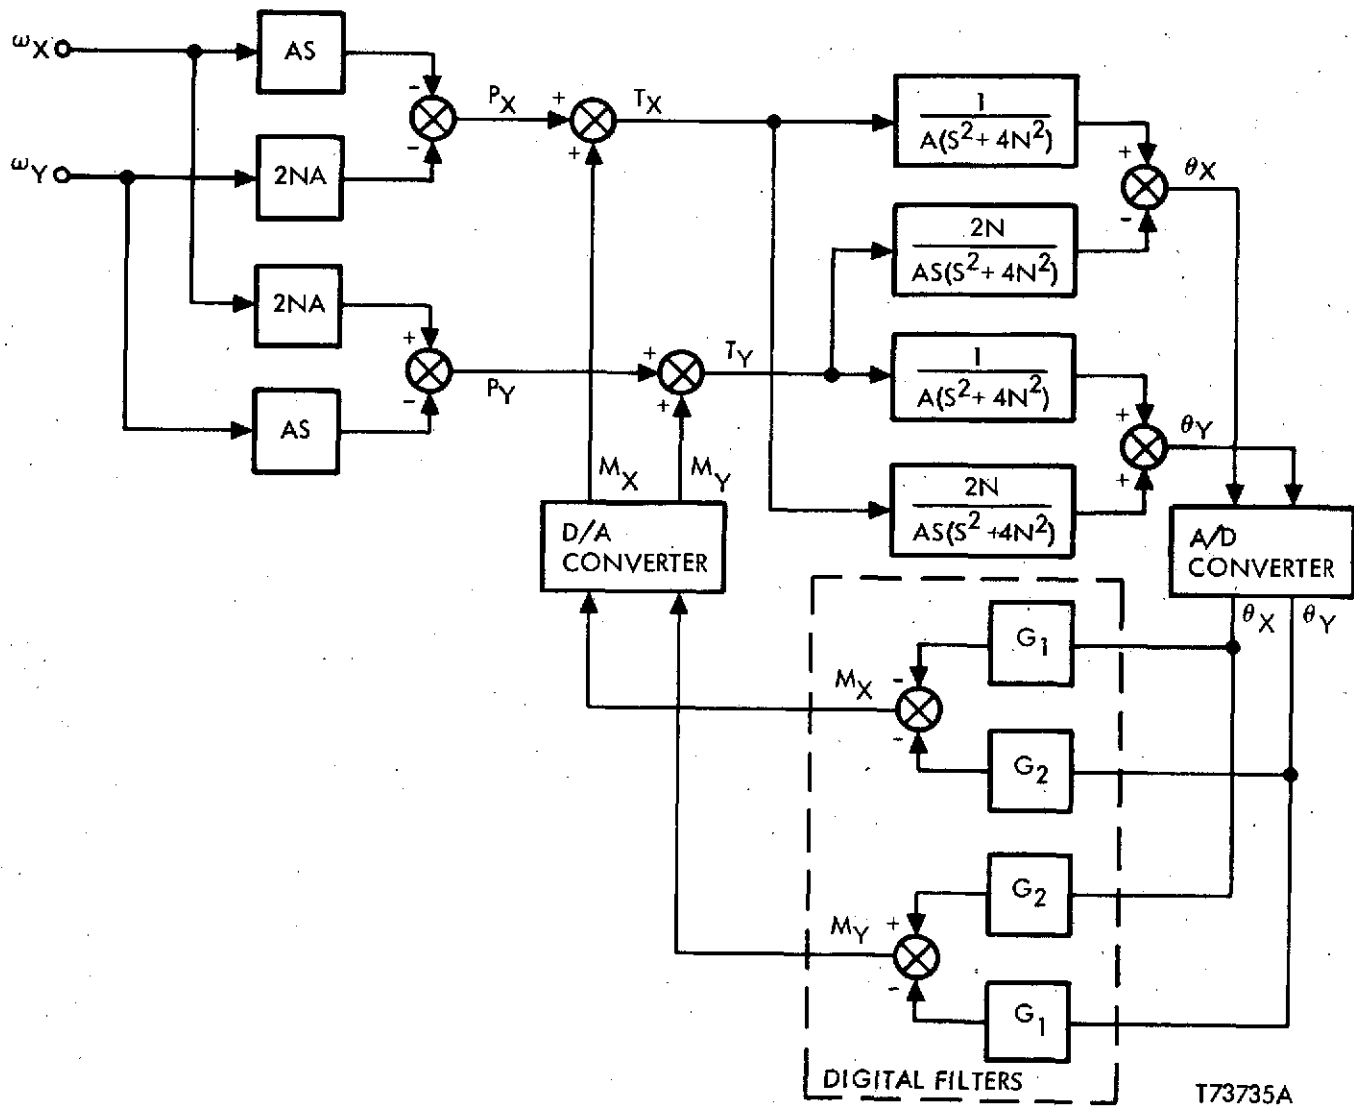 ωX
AS
-
-
PX
+
+
TX
1
A(S² + 4N²)
+
-
θX
ωY
2NA
2N
AS(S² + 4N²)
2NA
+
-
PY
+
+
TY
1
A(S² + 4N²)
+
+
θY
AS
MX
MY
2N
AS(S² + 4N²)
D/A
CONVERTER
A/D
CONVERTER
θX
θY
G1
-
-
MX
G2
G2
+
-
MY
G1
DIGITAL FILTERS
T73735A